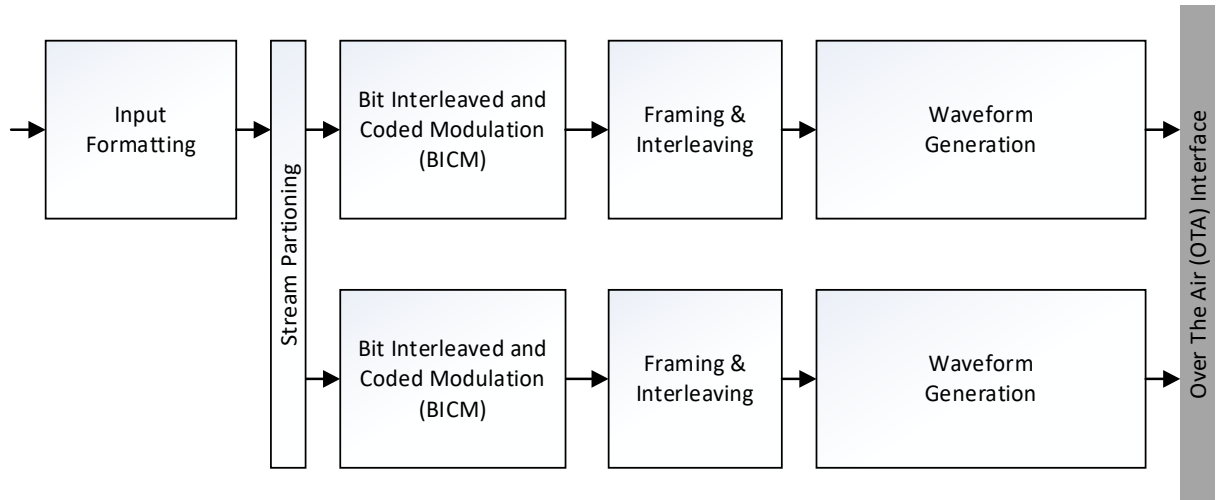 Input
Formatting
Stream Partioning
Bit Interleaved and
Coded Modulation
(BICM)
Framing &
Interleaving
Waveform
Generation
Bit Interleaved and
Coded Modulation
(BICM)
Framing &
Interleaving
Waveform
Generation
Over The Air (OTA) Interface